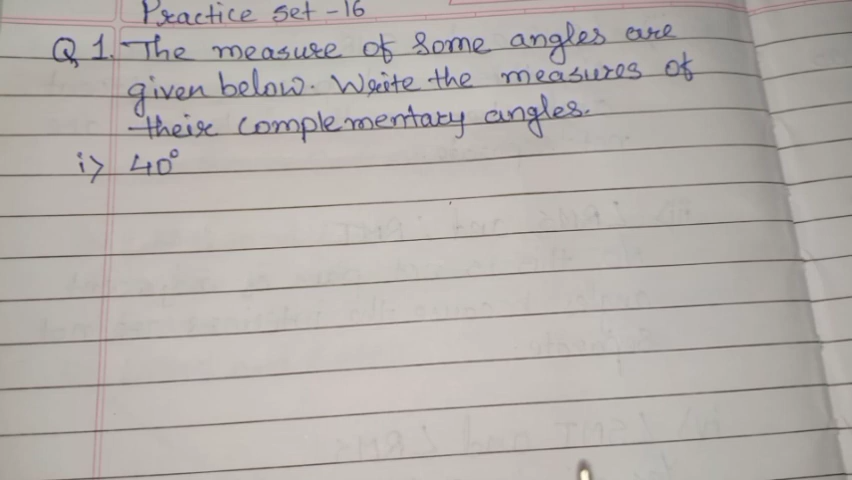 Practice set - 16
Q 1. The measure of some angles are
given below. Write the measures of
their complementary angles.
i) 40°